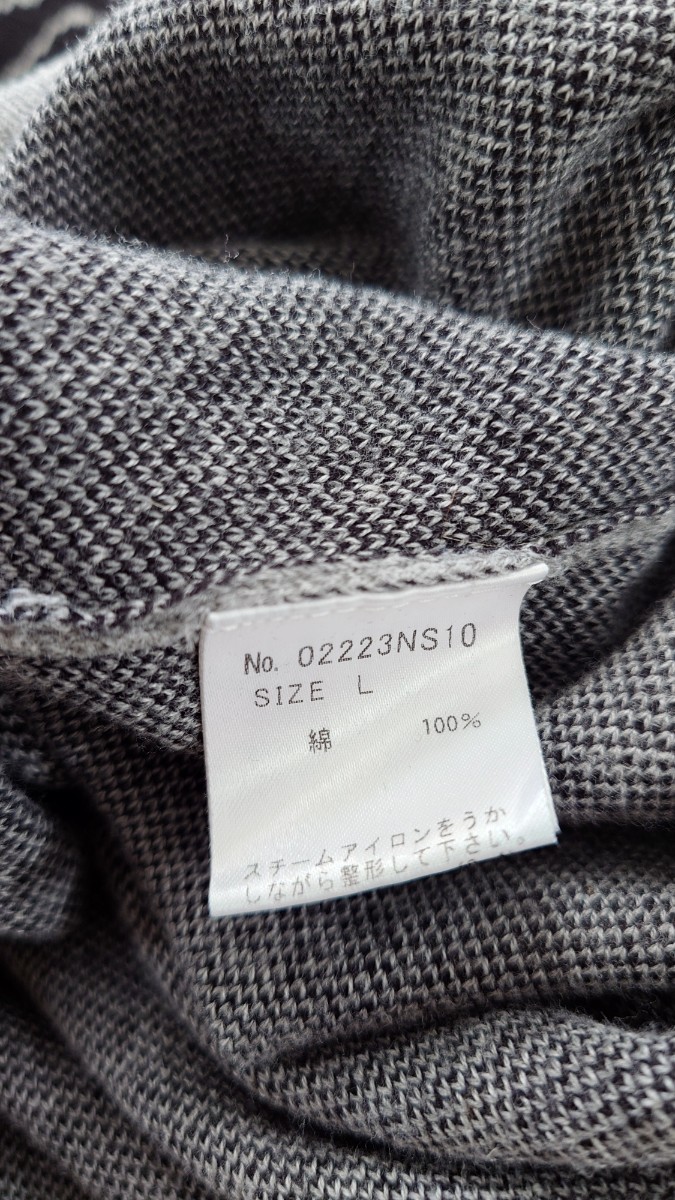 No. 02223NS10
SIZE L
綿 100%
スチームアイロンをうか
しながら整形して下さい。